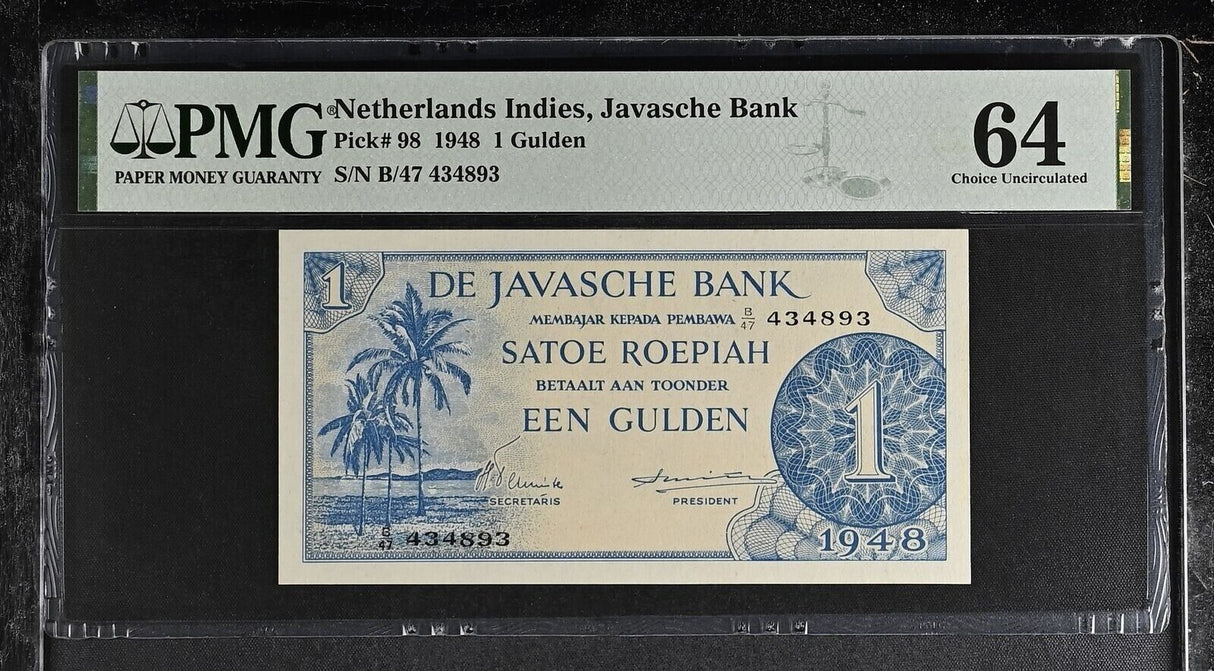 PMG® Netherlands Indies, Javasche Bank
Pick# 98 1948 1 Gulden
PAPER MONEY GUARANTY S/N B/47 434893
64
Choice Uncirculated
1 DE JAVASCHE BANK
MEMBAJAR KEPADA PEMBAWA B/47 434893
SATOE ROEPIAH
BETAALT AAN TOONDER
EEN GULDEN
1
SECRETARIS PRESIDENT
B/47 434893
1948